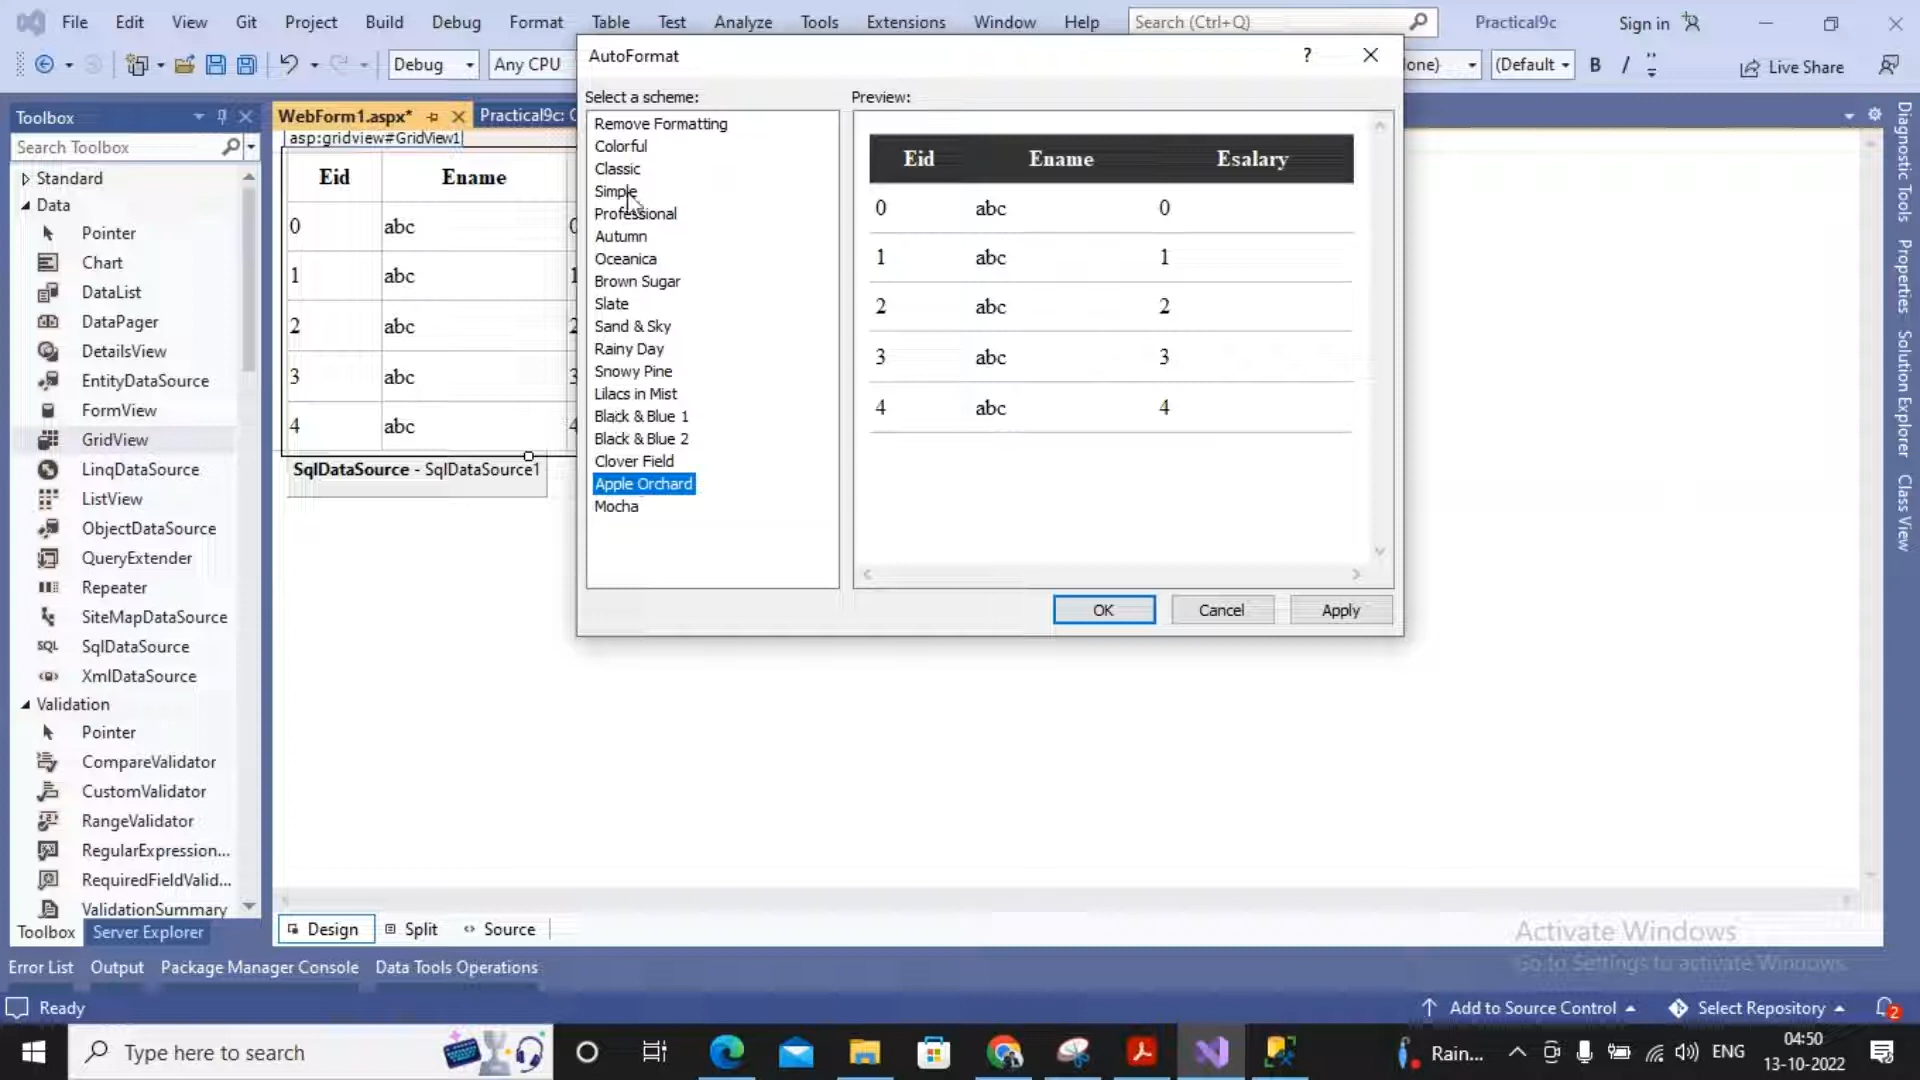 File Edit View Git Project Build Debug Format Table Test Analyze Tools Extensions Window Help Search (Ctrl+Q) Practical9c Sign in
Debug Any CPU (Default B I Live Share
AutoFormat ?
Select a scheme: Preview:
Remove Formatting
Colorful
Classic
Simple
Professional
Autumn
Oceanica
Brown Sugar
Slate
Sand & Sky
Rainy Day
Snowy Pine
Lilacs in Mist
Black & Blue 1
Black & Blue 2
Clover Field
Apple Orchard
Mocha
Eid Ename Esalary
0 abc 0
1 abc 1
2 abc 2
3 abc 3
4 abc 4
OK Cancel Apply
Toolbox
Search Toolbox
Standard
Data
Pointer
Chart
DataList
DataPager
DetailsView
EntityDataSource
FormView
GridView
LinqDataSource
ListView
ObjectDataSource
QueryExtender
Repeater
SiteMapDataSource
SQL SqlDataSource
XmlDataSource
Validation
Pointer
CompareValidator
CustomValidator
RangeValidator
RegularExpression...
RequiredFieldValid...
ValidationSummary
Toolbox Server Explorer
WebForm1.aspx* Practical9c:
asp:gridview#GridView1
Eid Ename
0 abc 0
1 abc 1
2 abc 2
3 abc 3
4 abc 4
SqlDataSource - SqlDataSource1
Design Split Source
Diagnostic Tools
Properties
Solution Explorer
Class View
Activate Windows
Go to Settings to activate Windows.
Error List Output Package Manager Console Data Tools Operations
Ready Add to Source Control Select Repository 2
Type here to search Rain... ENG 04:50
13-10-2022